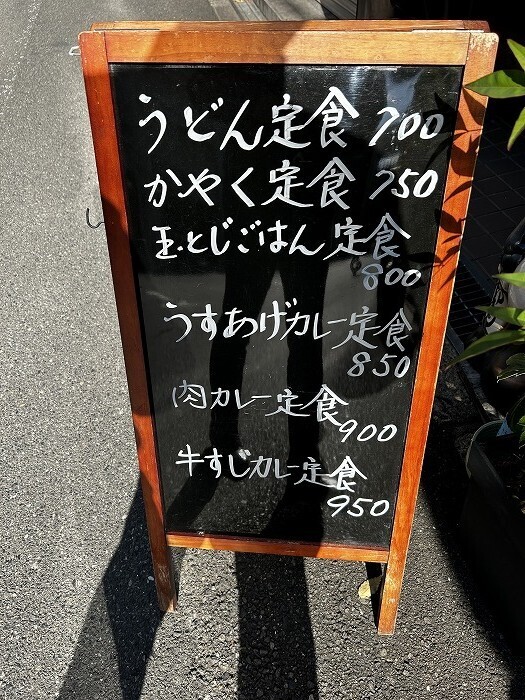 うどん定食 700
かやく定食 750
玉とじごはん定食
800
うすあげカレー定食
850
肉カレー定食
900
牛すじカレー定食
950